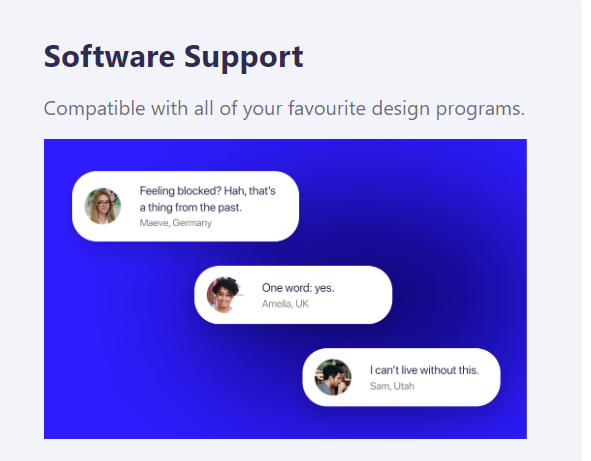 Software Support
Compatible with all of your favourite design programs.
Feeling blocked? Hah, that's
a thing from the past.
Maeve, Germany
One word: yes.
Amelia, UK
I can't live without this.
Sam, Utah